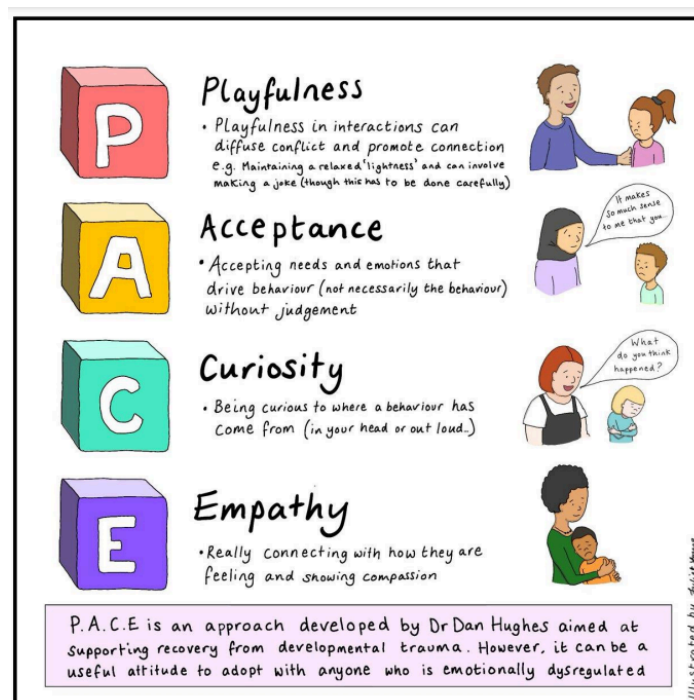 P
Playfulness
• Playfulness in interactions can
diffuse conflict and promote connection
e.g. Maintaining a relaxed 'lightness' and can involve
making a joke (though this has to be done carefully)
It makes
so much sense
to me that you...
A
Acceptance
• Accepting needs and emotions that
drive behaviour (not necessarily the behaviour)
without judgement
C
Curiosity
• Being curious to where a behaviour has
come from (in your head or out loud..)
What
do you think
happened?
E
Empathy
• Really connecting with how they are
feeling and showing compassion
P.A.C.E is an approach developed by Dr Dan Hughes aimed at
supporting recovery from developmental trauma. However, it can be a
useful attitude to adopt with anyone who is emotionally dysregulated
illustrated by